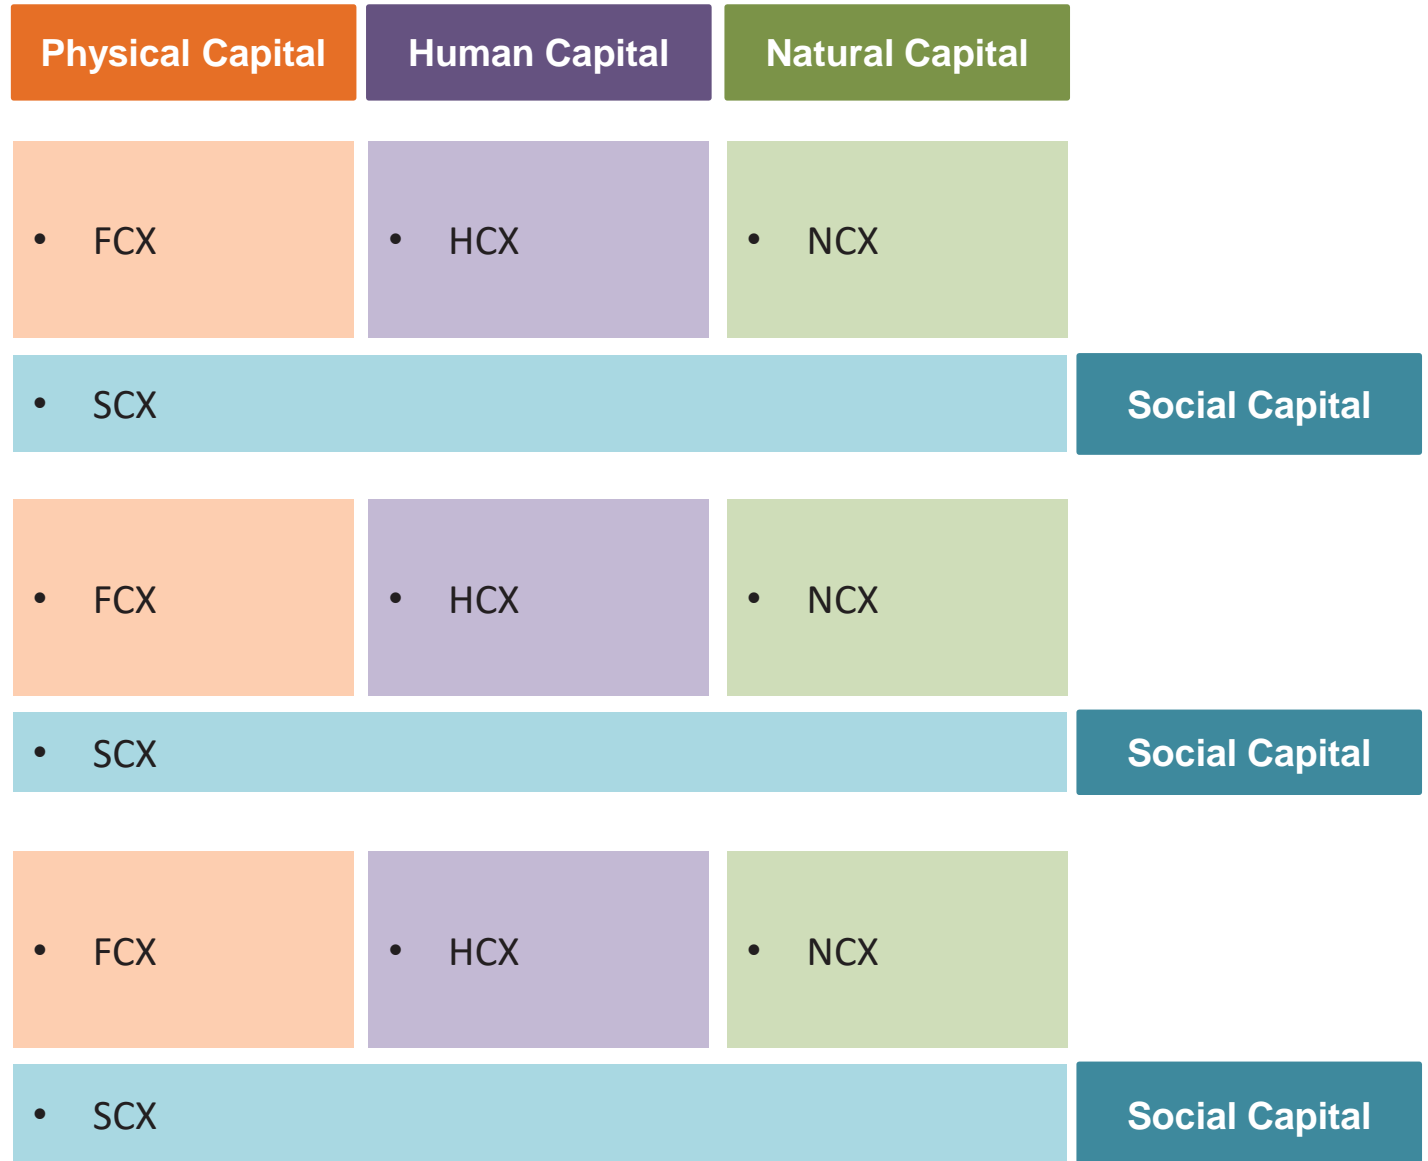 Physical Capital Human Capital Natural Capital
• FCX • HCX • NCX
• SCX Social Capital
• FCX • HCX • NCX
• SCX Social Capital
• FCX • HCX • NCX
• SCX Social Capital